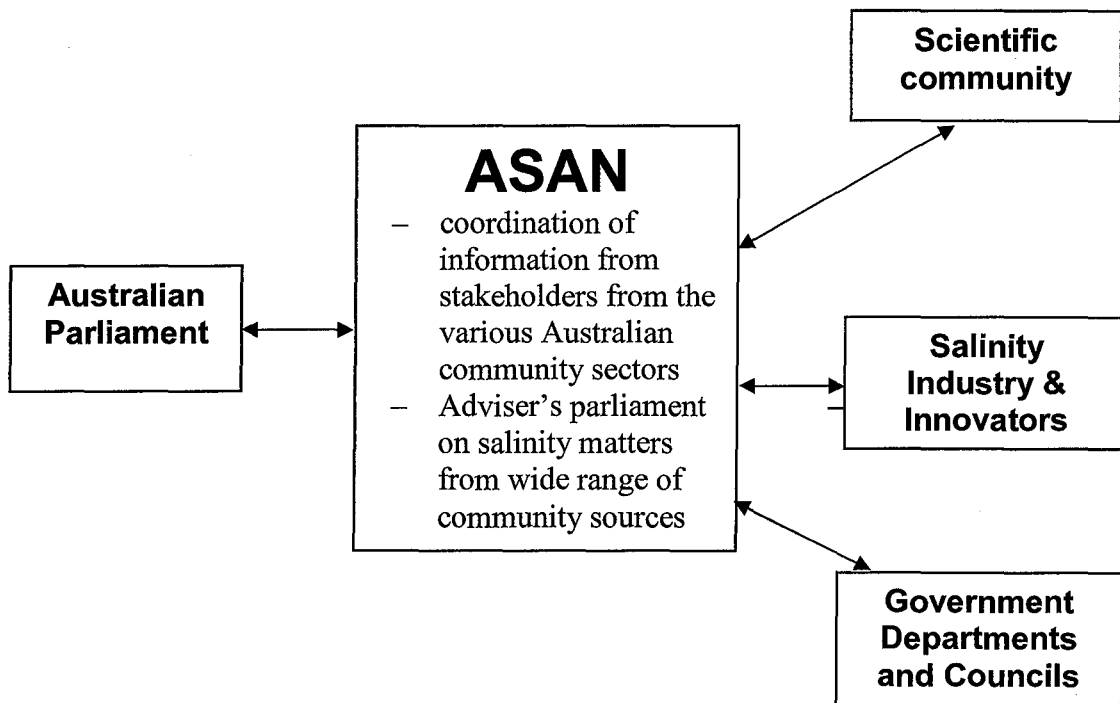 Scientific
community
ASAN
– coordination of
information from
stakeholders from the
various Australian
community sectors
– Adviser's parliament
on salinity matters
from wide range of
community sources
Australian
Parliament
Salinity
Industry &
Innovators
Government
Departments
and Councils